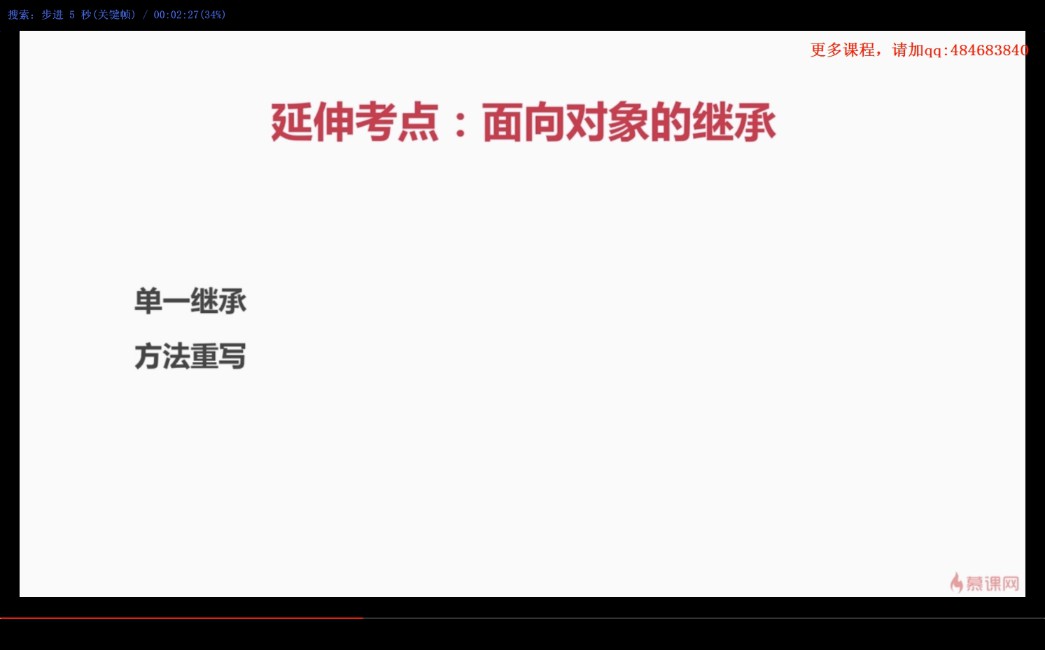 搜索: 步进 5 秒(关键帧) / 00:02:27(34%)
更多课程，请加qq:484683840
延伸考点：面向对象的继承
单一继承
方法重写
慕课网